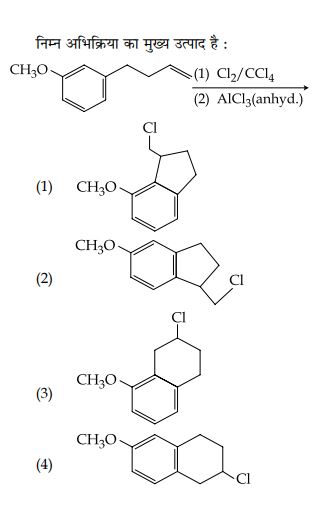 निम्न अभिक्रिया का मुख्य उत्पाद है :
CH₃O
(1) Cl₂/CCl₄
(2) AlCl₃(anhyd.)
Cl
(1) CH₃O
CH₃O
(2) Cl
Cl
CH₃O
(3)
CH₃O
(4) Cl